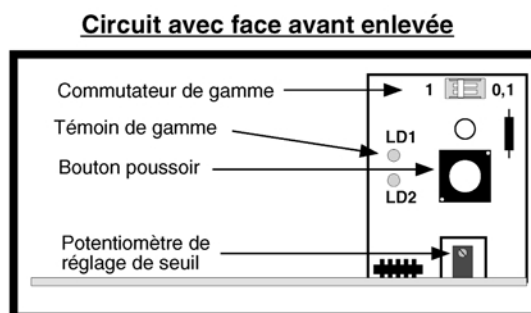 Circuit avec face avant enlevée
Commutateur de gamme
1 0,1
Témoin de gamme
LD1
Bouton poussoir
LD2
Potentiomètre de
réglage de seuil